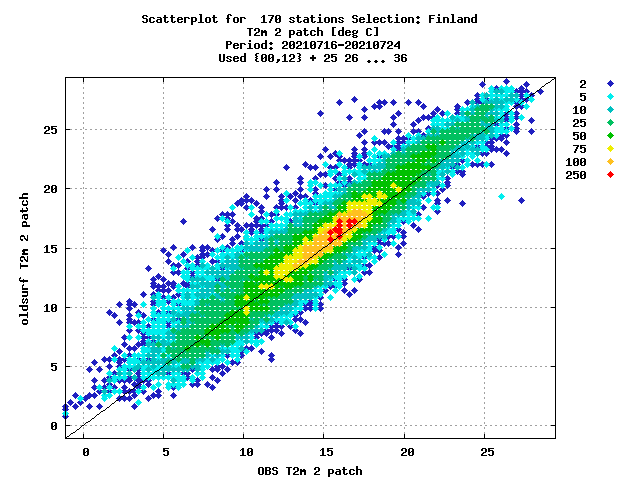 Scatterplot for  170 stations Selection: Finland
T2m 2 patch [deg C]
Period: 20210716-20210724
Used {00,12} + 25 26 ... 36
2
5
10
25
50
75
100
250
25
20
15
10
5
0
oldsurf T2m 2 patch
0 5 10 15 20 25
OBS T2m 2 patch